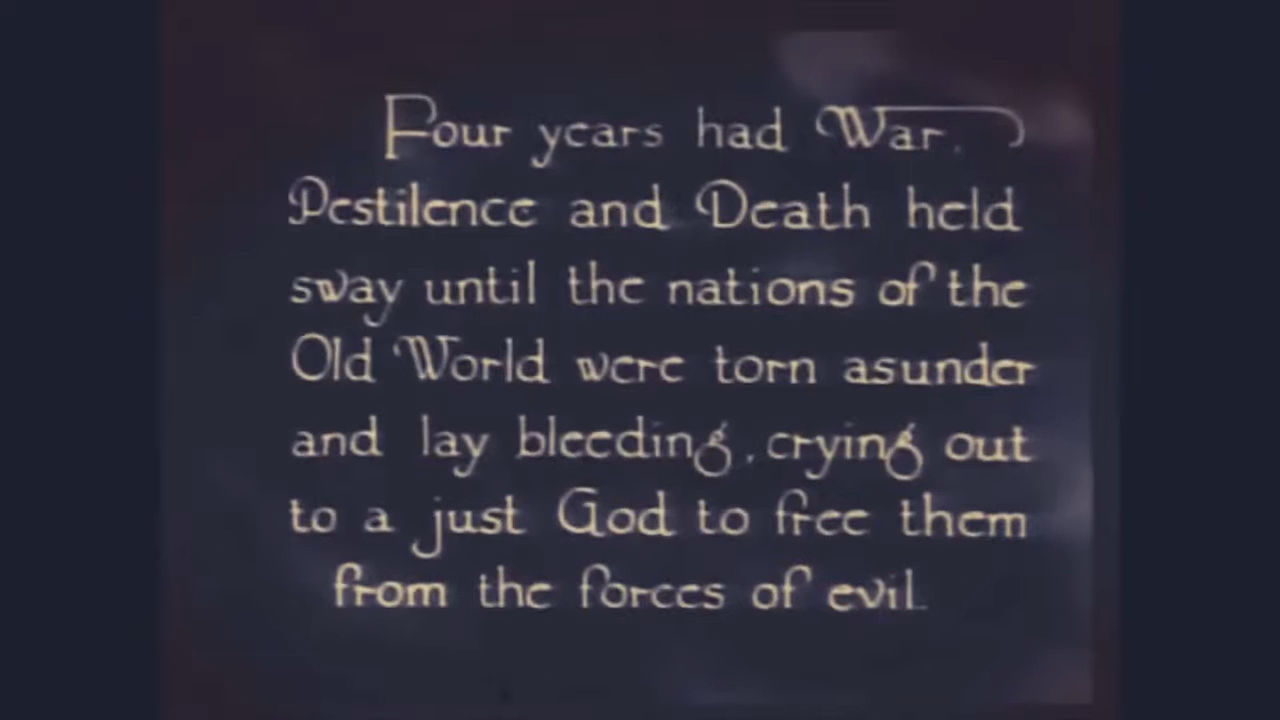 Four years had War,
Pestilence and Death held
sway until the nations of the
Old World were torn asunder
and lay bleeding, crying out
to a just God to free them
from the forces of evil.